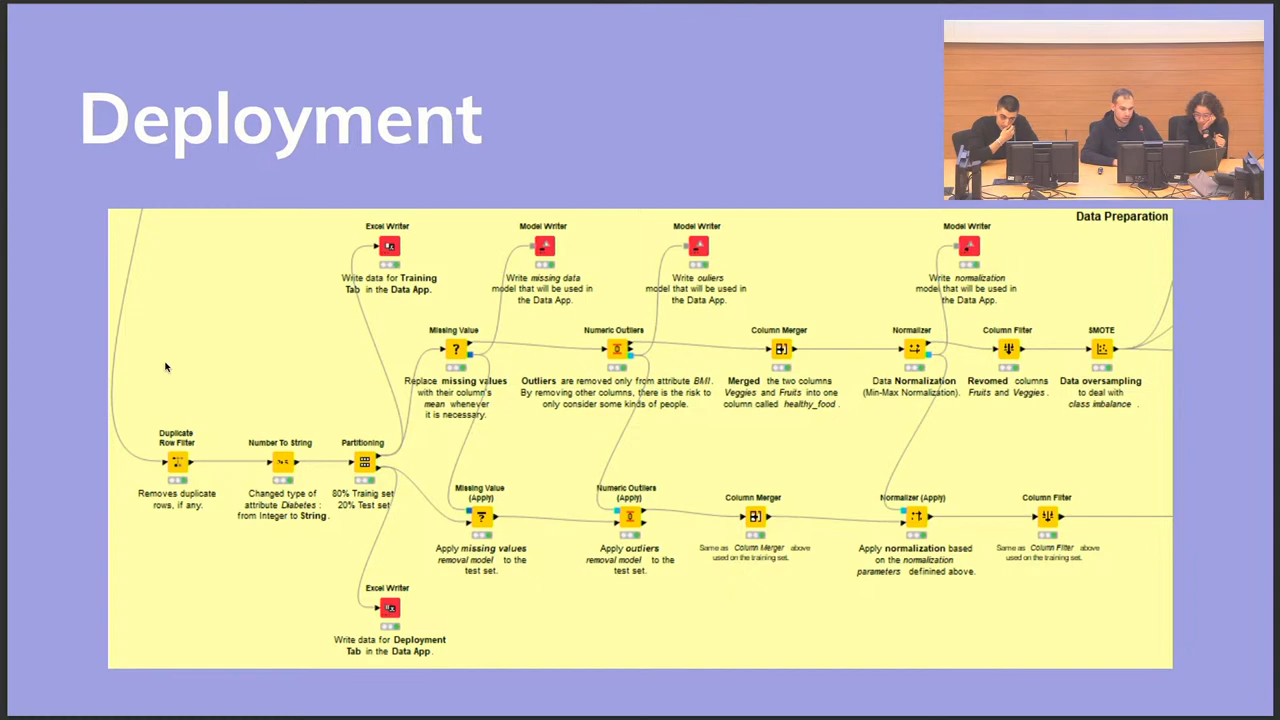 Deployment
Data Preparation
Excel Writer
Write data for Training
Tab in the Data App.
Model Writer
Write missing data
model that will be used in
the Data App.
Model Writer
Write ouliers
model that will be used in
the Data App.
Model Writer
Write normalization
model that will be used in
the Data App.
Missing Value
Replace missing values
with their column's
mean whenever
it is necessary.
Numeric Outliers
Outliers are removed only from attribute BMI.
By removing other columns, there is the risk to
only consider some kinds of people.
Column Merger
Merged the two columns
Veggies and Fruits into one
column called healthy_food .
Normalizer
Data Normalization
(Min-Max Normalization).
Column Filter
Revomed columns
Fruits and Veggies .
SMOTE
Data oversampling
to deal with
class imbalance .
Duplicate
Row Filter
Removes duplicate
rows, if any.
Number To String
Changed type of
attribute Diabetes :
from Integer to String .
Partitioning
80% Trainig set
20% Test set
Missing Value
(Apply)
Apply missing values
removal model to the
test set.
Numeric Outliers
(Apply)
Apply outliers
removal model to the
test set.
Column Merger
Same as Column Merger above
used on the training set.
Normalizer (Apply)
Apply normalization based
on the normalization
parameters definined above.
Column Filter
Same as Column Filter above
used on the training set.
Excel Writer
Write data for Deployment
Tab in the Data App.